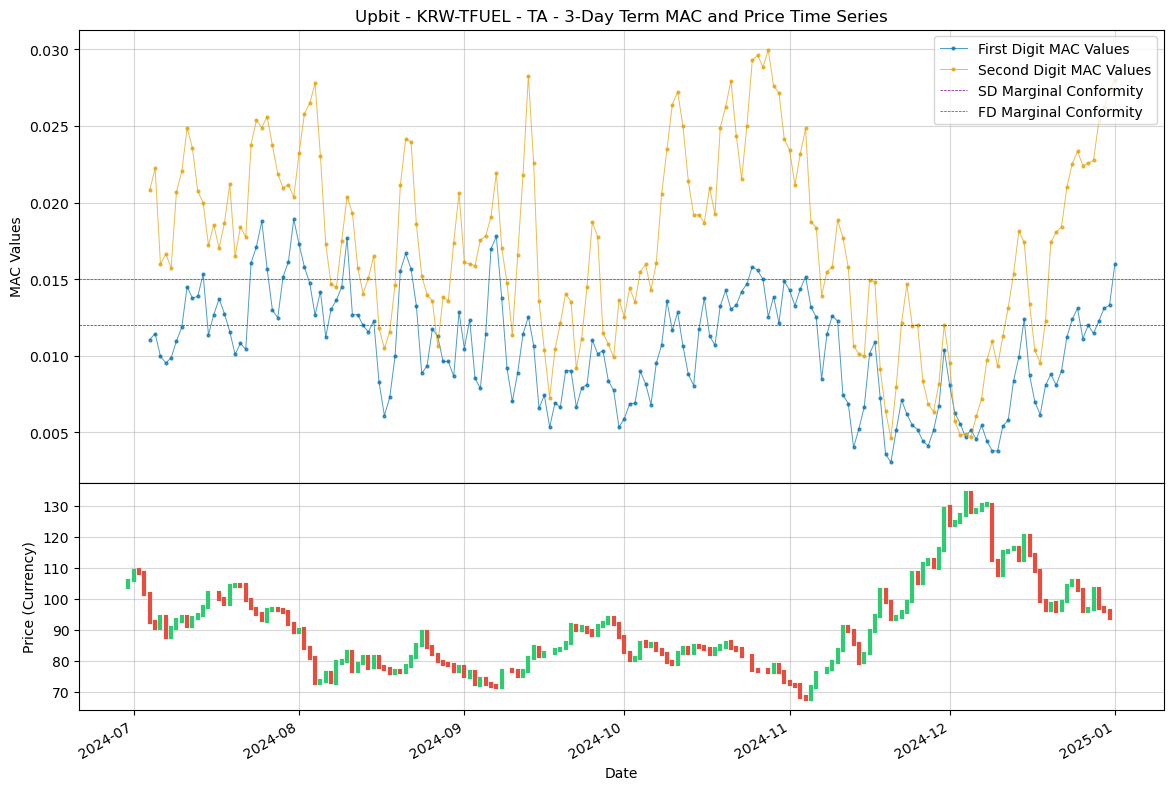 Upbit - KRW-TFUEL - TA - 3-Day Term MAC and Price Time Series
First Digit MAC Values
Second Digit MAC Values
SD Marginal Conformity
FD Marginal Conformity
MAC Values
0.030
0.025
0.020
0.015
0.010
0.005
Price (Currency)
130
120
110
100
90
80
70
2024-07
2024-08
2024-09
2024-10
2024-11
2024-12
2025-01
Date